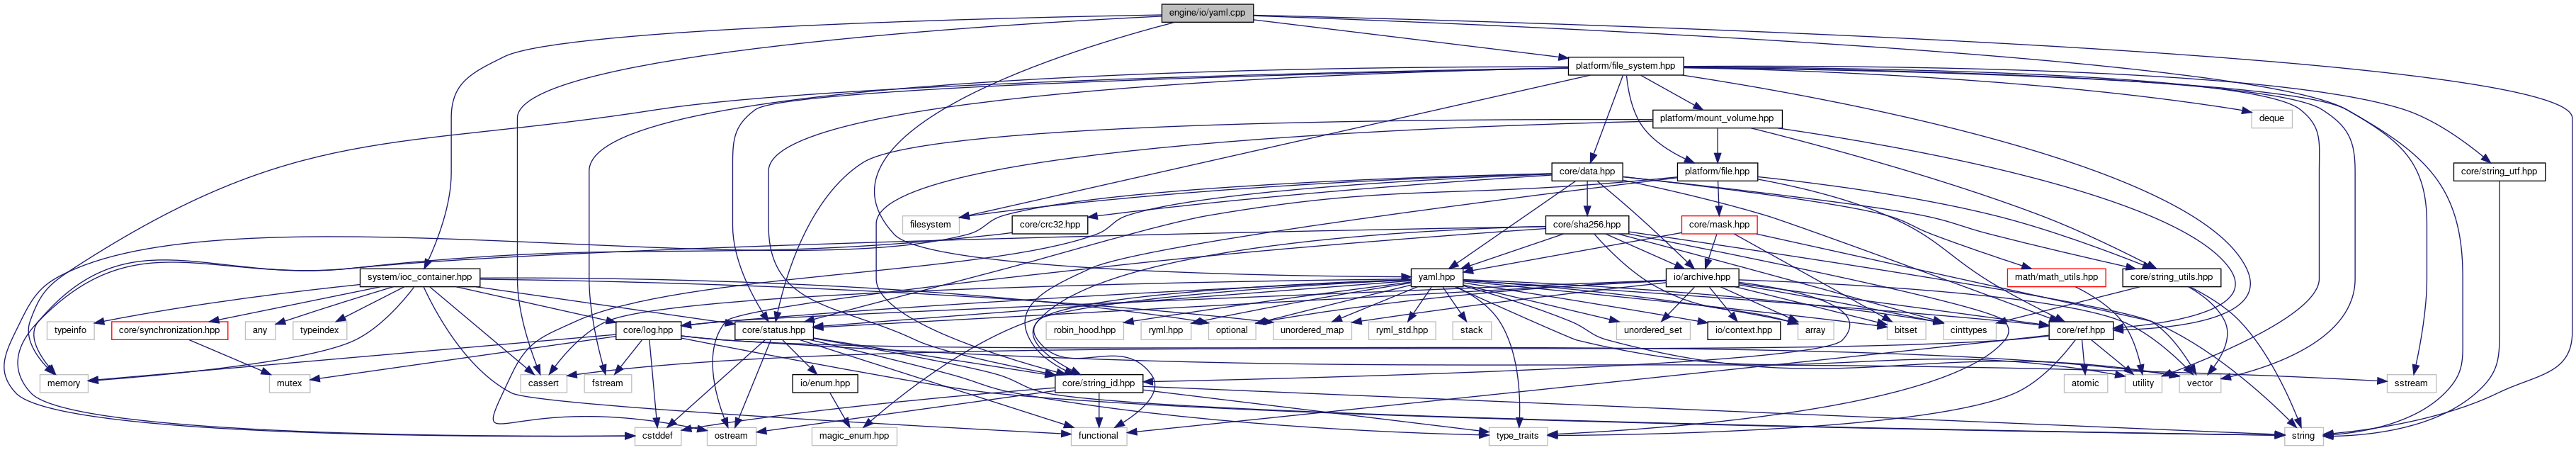 engine/io/yaml.cpp
platform/file_system.hpp
platform/mount_volume.hpp
deque
core/data.hpp
platform/file.hpp
core/string_utf.hpp
filesystem
core/crc32.hpp
core/sha256.hpp
core/mask.hpp
system/ioc_container.hpp
yaml.hpp
io/archive.hpp
math/math_utils.hpp
core/string_utils.hpp
typeinfo
core/synchronization.hpp
any
typeindex
core/log.hpp
core/status.hpp
robin_hood.hpp
ryml.hpp
optional
unordered_map
ryml_std.hpp
stack
unordered_set
io/context.hpp
array
bitset
cinttypes
core/ref.hpp
memory
mutex
cassert
fstream
io/enum.hpp
core/string_id.hpp
atomic
utility
vector
sstream
cstddef
ostream
magic_enum.hpp
functional
type_traits
string